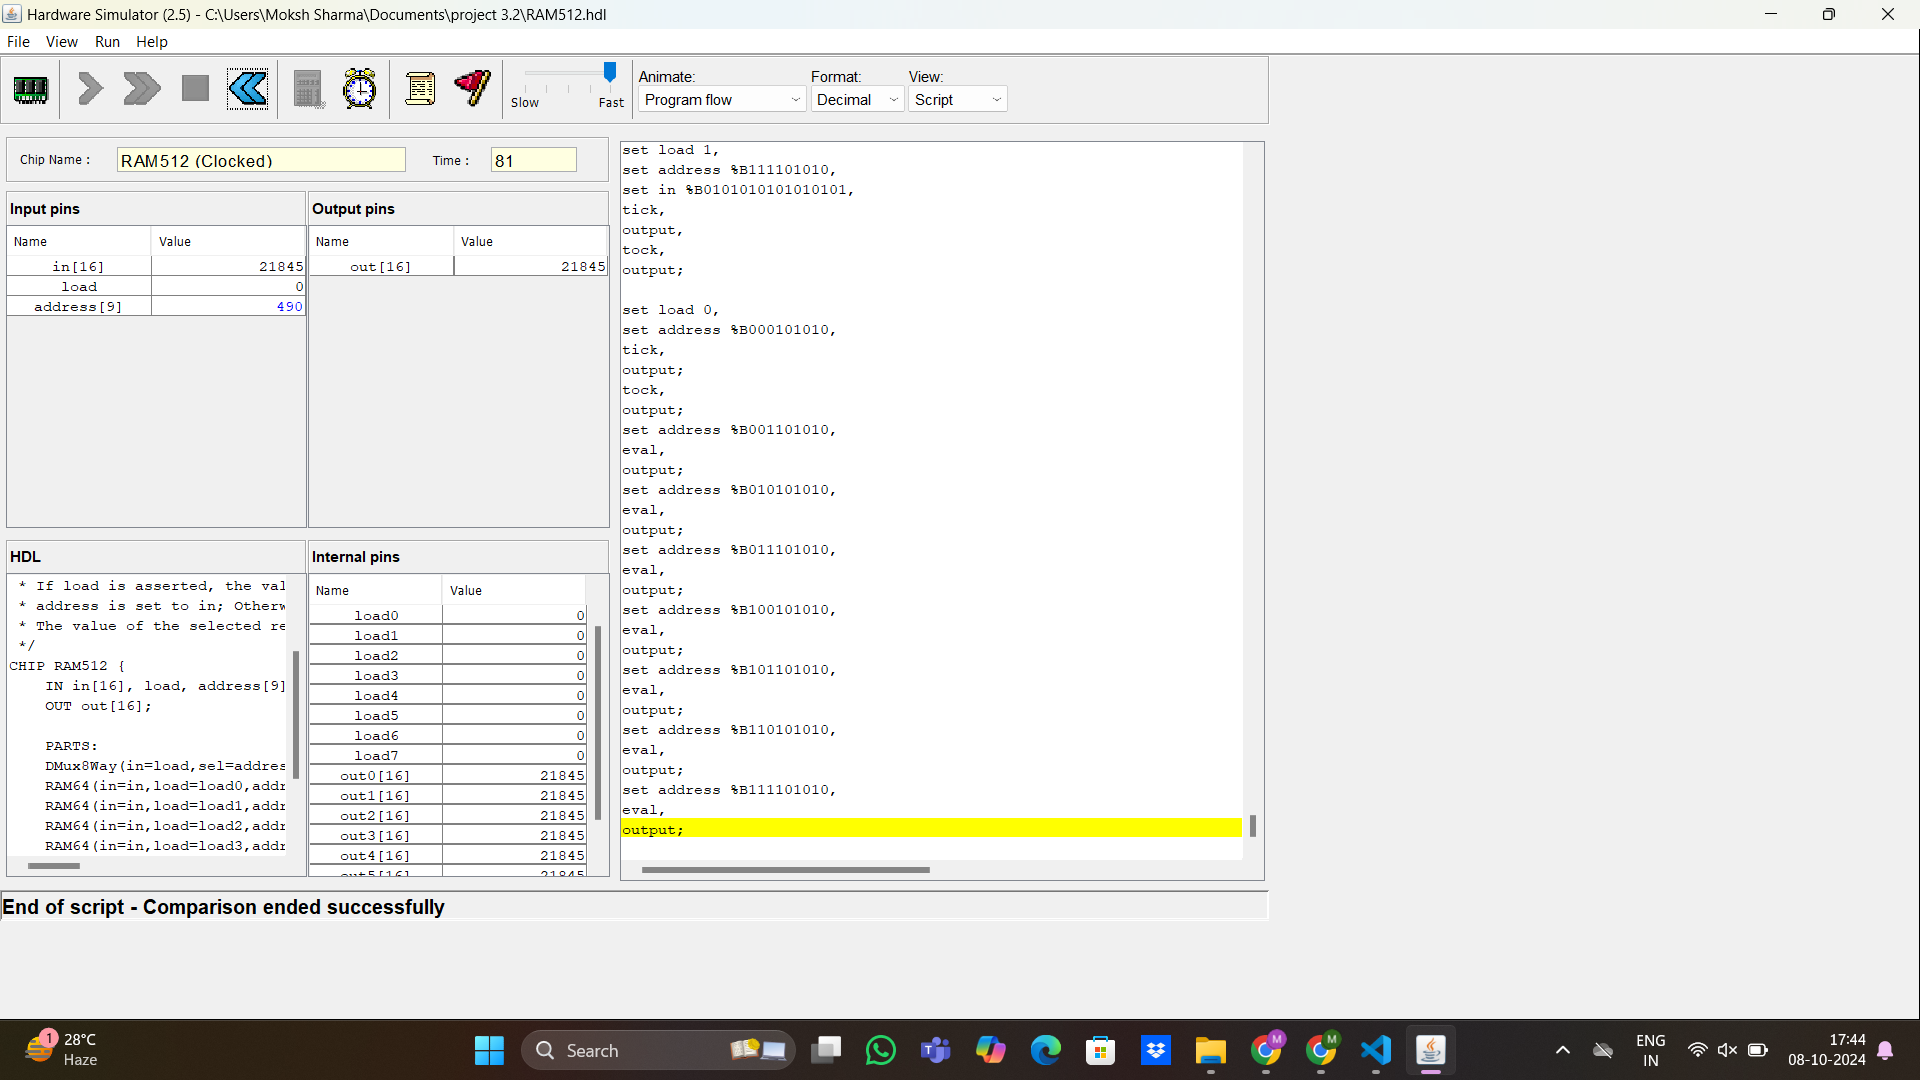 Hardware Simulator (2.5) - C:\Users\Moksh Sharma\Documents\project 3.2\RAM512.hdl
File View Run Help
Slow Fast
Animate: Format: View:
Program flow Decimal Script
Chip Name : RAM512 (Clocked) Time : 81
Input pins
Name Value
in[16] 21845
load 0
address[9] 490
Output pins
Name Value
out[16] 21845
HDL
* If load is asserted, the val
* address is set to in; Otherw
* The value of the selected re
*/
CHIP RAM512 {
IN in[16], load, address[9]
OUT out[16];
PARTS:
DMux8Way(in=load,sel=addres
RAM64(in=in,load=load0,addr
RAM64(in=in,load=load1,addr
RAM64(in=in,load=load2,addr
RAM64(in=in,load=load3,addr
Internal pins
Name Value
load0 0
load1 0
load2 0
load3 0
load4 0
load5 0
load6 0
load7 0
out0[16] 21845
out1[16] 21845
out2[16] 21845
out3[16] 21845
out4[16] 21845
out5[16] 21845
set load 1,
set address %B111101010,
set in %B0101010101010101,
tick,
output,
tock,
output;
set load 0,
set address %B000101010,
tick,
output;
tock,
output;
set address %B001101010,
eval,
output;
set address %B010101010,
eval,
output;
set address %B011101010,
eval,
output;
set address %B100101010,
eval,
output;
set address %B101101010,
eval,
output;
set address %B110101010,
eval,
output;
set address %B111101010,
eval,
output;
End of script - Comparison ended successfully
1
28°C
Haze
Search
M
M
ENG
IN
17:44
08-10-2024